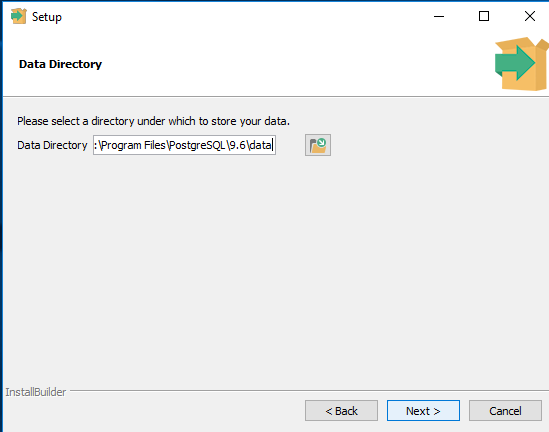 Setup
Data Directory
Please select a directory under which to store your data.
Data Directory :\Program Files\PostgreSQL\9.6\data
InstallBuilder
< Back Next > Cancel